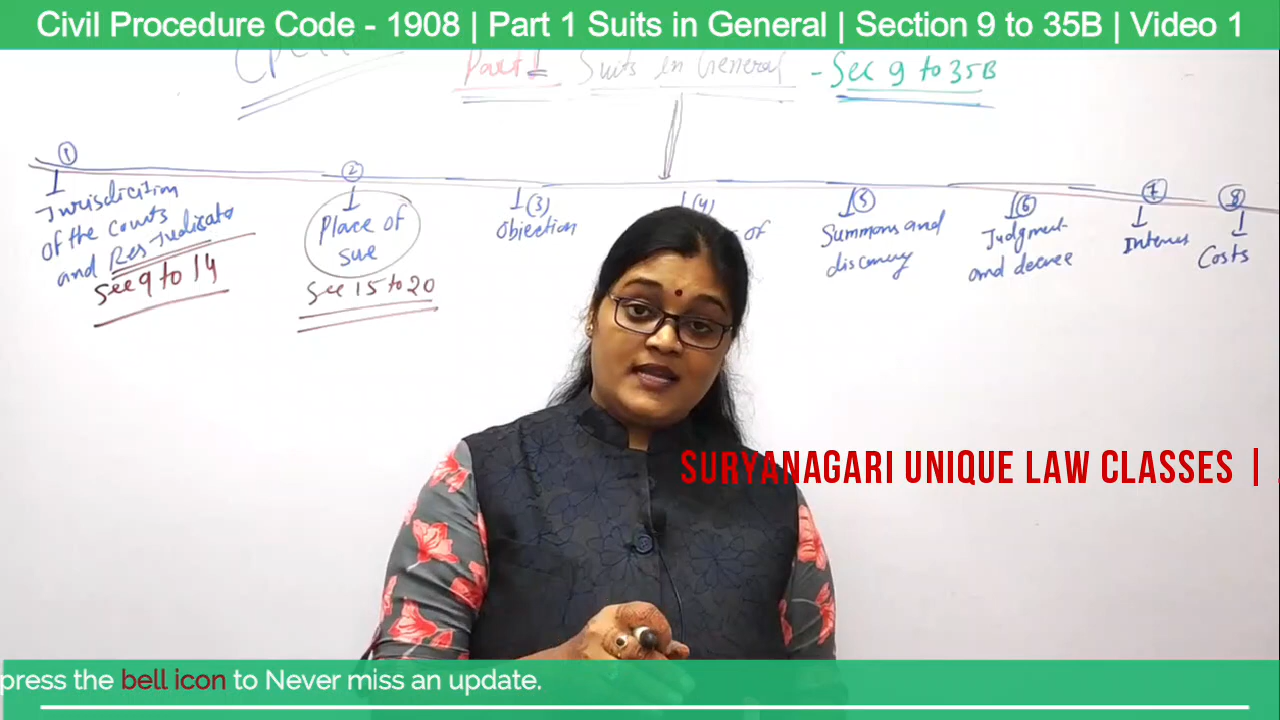 Civil Procedure Code - 1908 | Part 1 Suits in General | Section 9 to 35B | Video 1
Part 1 Suits in General - Sec 9 to 35B
1
Jurisdiction
of the courts
and Res Judicata
Sec 9 to 14
2
Place of
sue
Sec 15 to 20
(3)
objection
(4)
of
5
Summons and
discovery
6
Judgment
and decree
7
8
Costs
SURYANAGARI UNIQUE LAW CLASSES |
press the bell icon to Never miss an update.